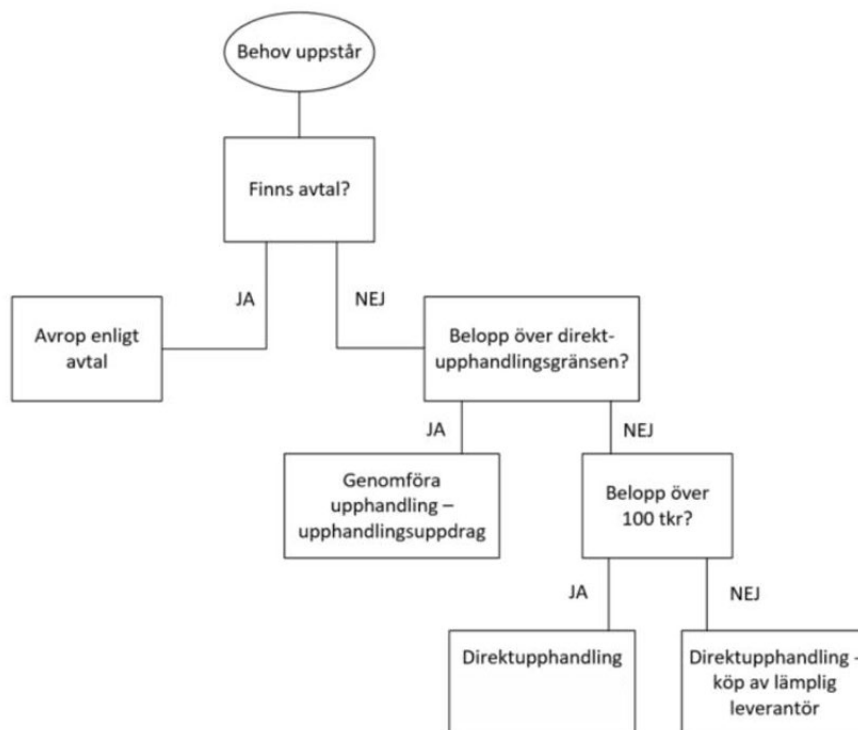 Behov uppstår
Finns avtal?
JA
NEJ
Avrop enligt
avtal
Belopp över direkt-
upphandlingsgränsen?
JA
NEJ
Genomföra
upphandling –
upphandlingsuppdrag
Belopp över
100 tkr?
JA
NEJ
Direktupphandling
Direktupphandling -
köp av lämplig
leverantör